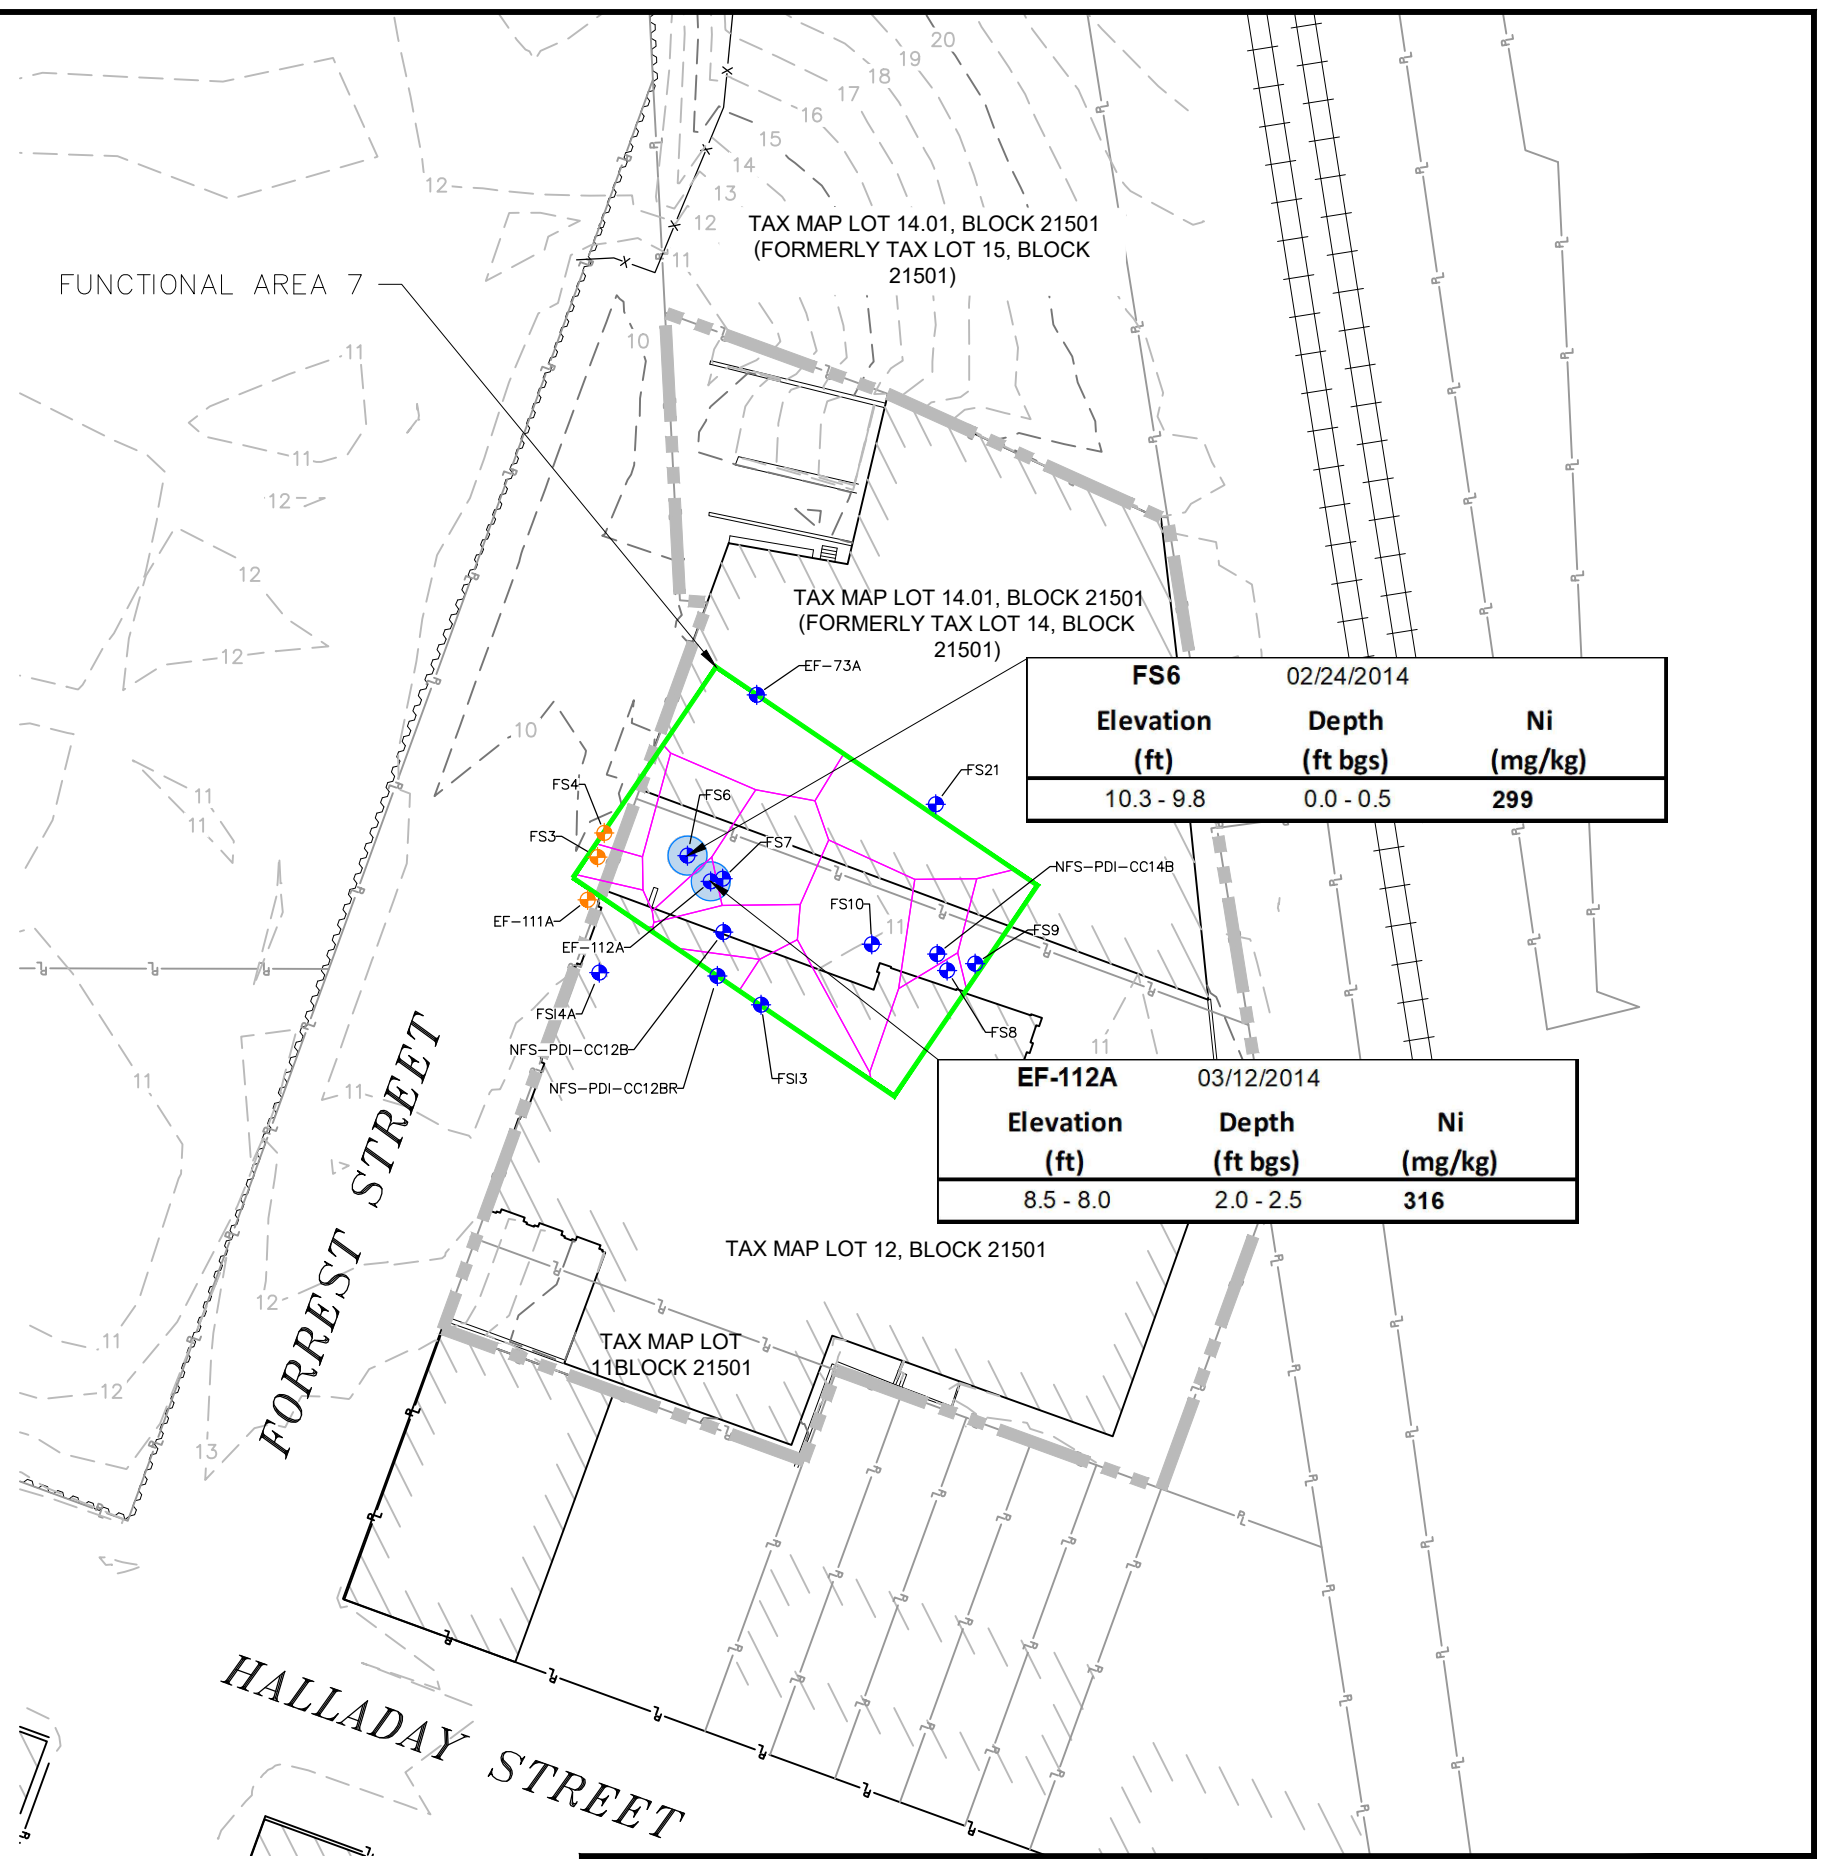 20
19
18
17
16
15
14
13
12
12
11
TAX MAP LOT 14.01, BLOCK 21501
(FORMERLY TAX LOT 15, BLOCK
21501)
FUNCTIONAL AREA 7
10
11
11
12
12
12
TAX MAP LOT 14.01, BLOCK 21501
(FORMERLY TAX LOT 14, BLOCK
21501)
EF-73A
FS6 02/24/2014
Elevation Depth Ni
(ft) (ft bgs) (mg/kg)
10.3 - 9.8 0.0 - 0.5 299
10
FS21
FS4
FS6
11
11
FS3
FS7
NFS-PDI-CC14B
FS10
EF-111A
11
FS9
EF-112A
FS14A
FS8
NFS-PDI-CC12B
11
NFS-PDI-CC12BR
FS13
11
11
EF-112A 03/12/2014
Elevation Depth Ni
(ft) (ft bgs) (mg/kg)
8.5 - 8.0 2.0 - 2.5 316
FORREST STREET
TAX MAP LOT 12, BLOCK 21501
12
11
TAX MAP LOT
11BLOCK 21501
12
13
HALLADAY STREET